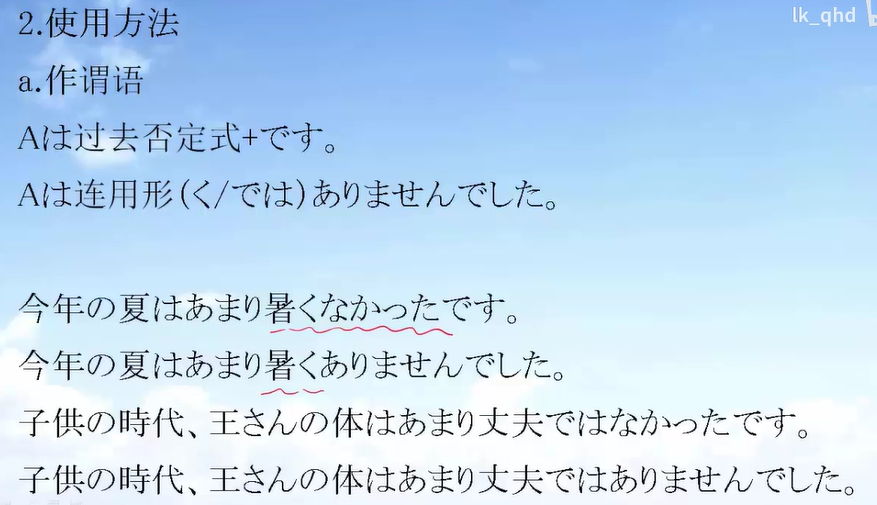 lk_qhd
2.使用方法
a.作谓语
Aは过去否定式+です。
Aは连用形(く/では)ありませんでした。
今年の夏はあまり暑くなかったです。
今年の夏はあまり暑くありませんでした。
子供の時代、王さんの体はあまり丈夫ではなかったです。
子供の時代、王さんの体はあまり丈夫ではありませんでした。